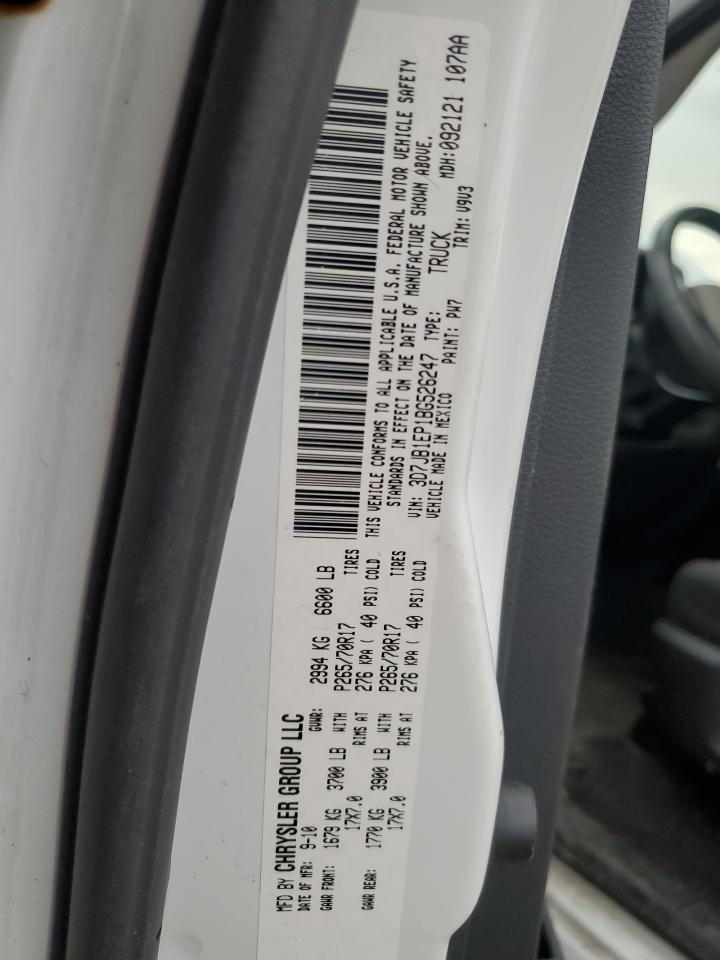 MFD BY CHRYSLER GROUP LLC
DATE OF MFR: 9-10 GVWR: 2994 KG 6600 LB
GAWR FRONT: 1679 KG 3700 LB WITH P265/70R17 TIRES
17X7.0 RIMS AT 276 KPA ( 40 PSI) COLD
GAWR REAR: 1770 KG 3900 LB WITH P265/70R17 TIRES
17X7.0 RIMS AT 276 KPA ( 40 PSI) COLD
THIS VEHICLE CONFORMS TO ALL APPLICABLE U.S.A. FEDERAL MOTOR VEHICLE SAFETY
STANDARDS IN EFFECT ON THE DATE OF MANUFACTURE SHOWN ABOVE.
VIN: 3D7JB1EP1BG526247 TYPE: TRUCK MDH:092121 107AA
VEHICLE MADE IN MEXICO PAINT: PW7 TRIM: V9V3